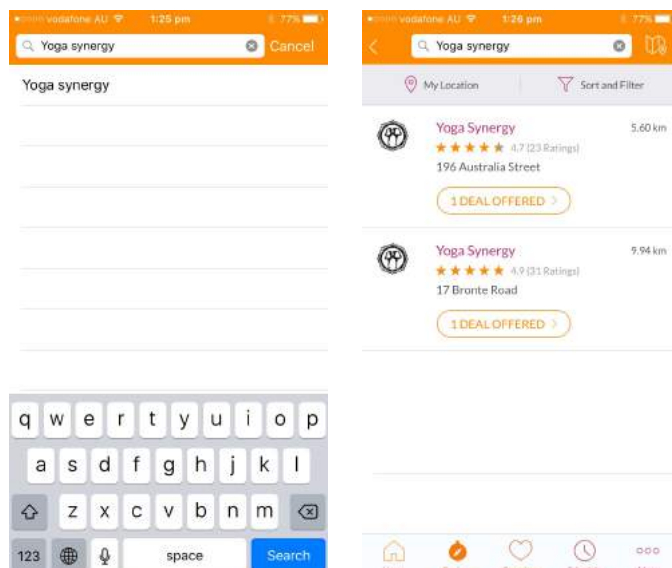 vodafone AU 1:25 pm 77%
Yoga synergy Cancel
Yoga synergy
q w e r t y u i o p
a s d f g h j k l
z x c v b n m
123 space Search
vodafone AU 1:26 pm 77%
Yoga synergy
My Location Sort and Filter
Yoga Synergy 5.60 km
4.7 (23 Ratings)
196 Australia Street
1 DEAL OFFERED >
Yoga Synergy 9.94 km
4.9 (31 Ratings)
17 Bronte Road
1 DEAL OFFERED >